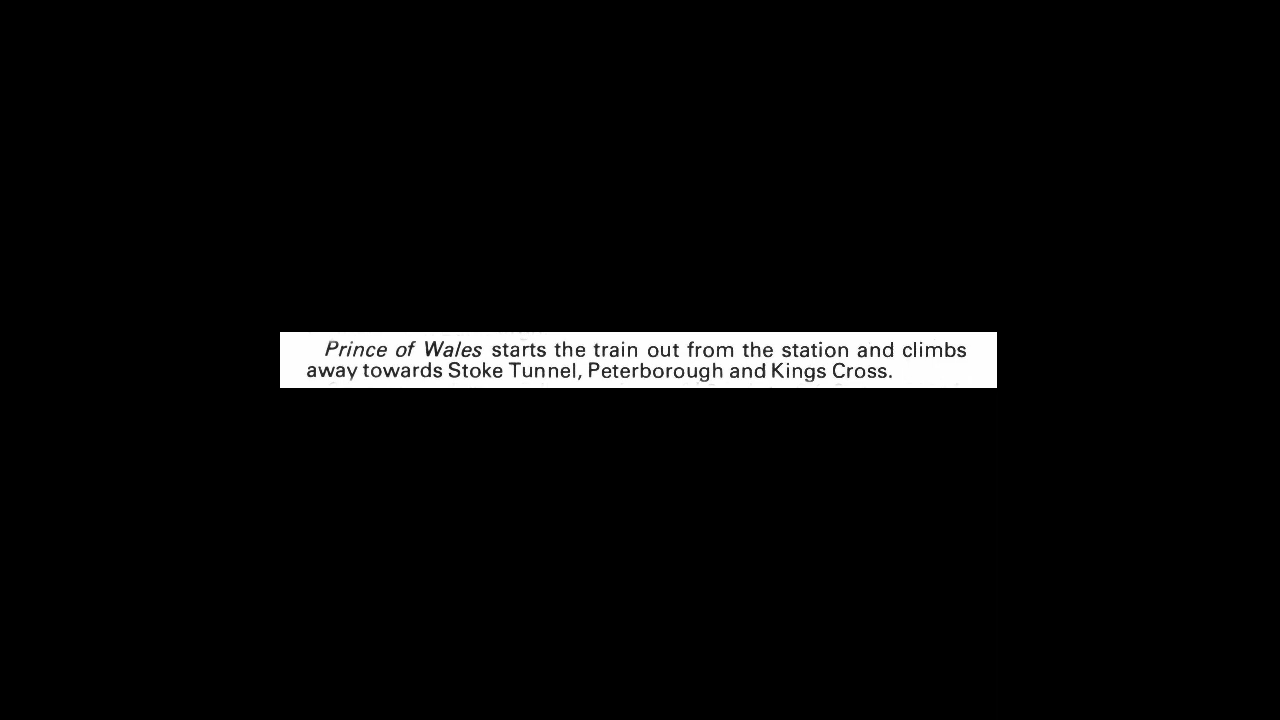 Prince of Wales starts the train out from the station and climbs
away towards Stoke Tunnel, Peterborough and Kings Cross.